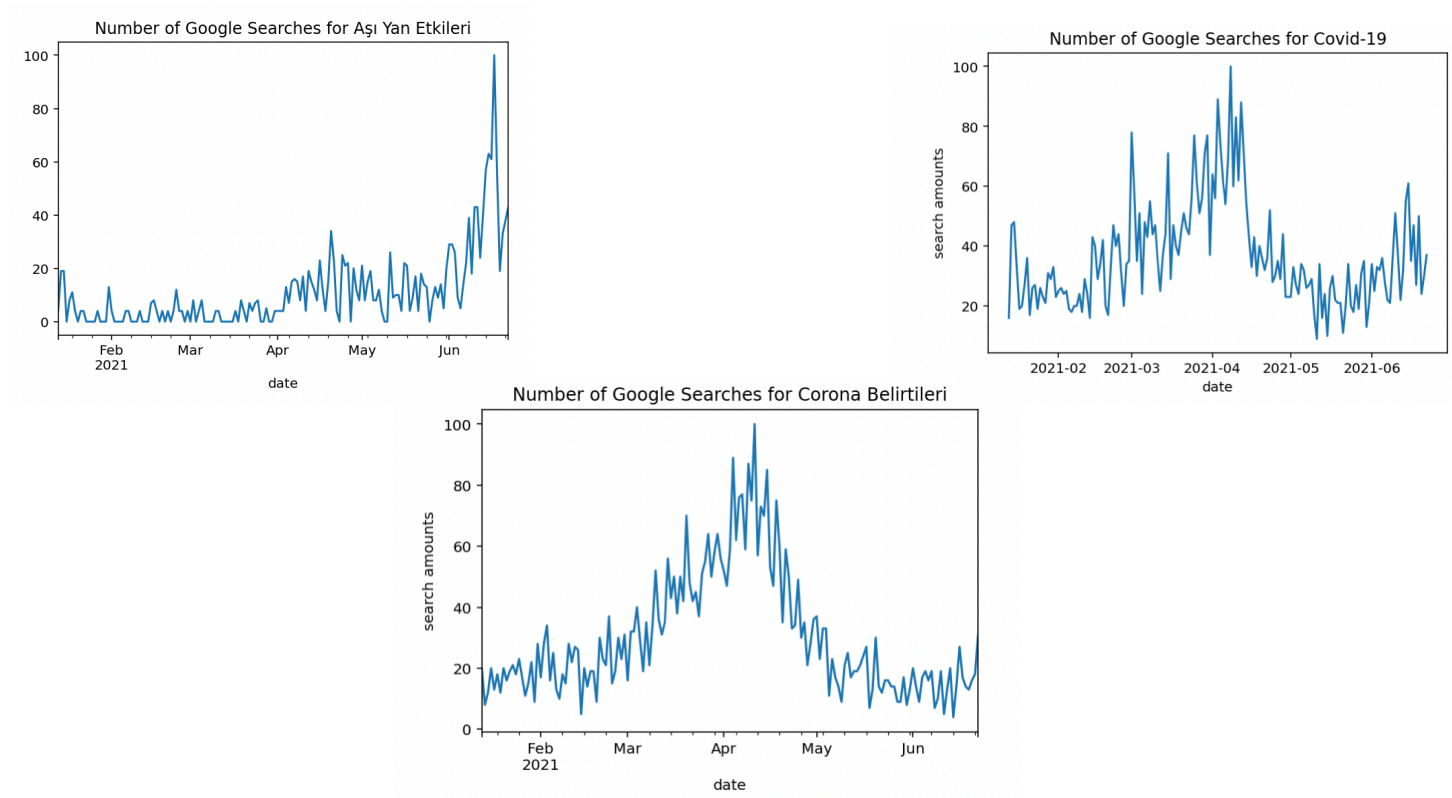 Number of Google Searches for Aşı Yan Etkileri
100
80
60
40
20
0
Feb
2021
Mar
Apr
May
Jun
date
Number of Google Searches for Covid-19
search amounts
100
80
60
40
20
2021-02
2021-03
2021-04
2021-05
2021-06
date
Number of Google Searches for Corona Belirtileri
search amounts
100
80
60
40
20
0
Feb
2021
Mar
Apr
May
Jun
date